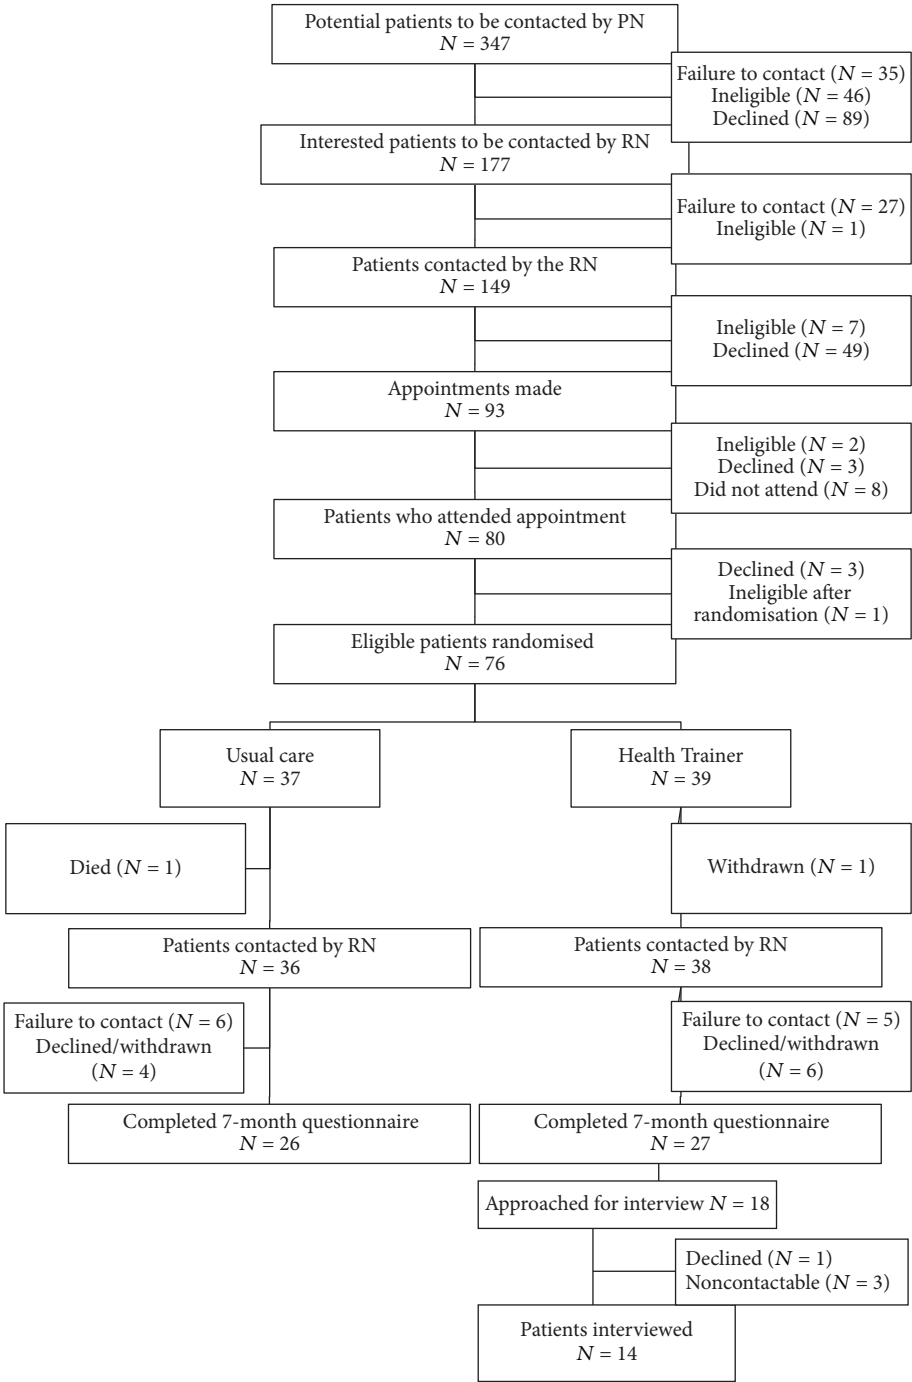 Potential patients to be contacted by PN
N = 347
Failure to contact (N = 35)
Ineligible (N = 46)
Declined (N = 89)
Interested patients to be contacted by RN
N = 177
Failure to contact (N = 27)
Ineligible (N = 1)
Patients contacted by the RN
N = 149
Ineligible (N = 7)
Declined (N = 49)
Appointments made
N = 93
Ineligible (N = 2)
Declined (N = 3)
Did not attend (N = 8)
Patients who attended appointment
N = 80
Declined (N = 3)
Ineligible after
randomisation (N = 1)
Eligible patients randomised
N = 76
Usual care
N = 37
Health Trainer
N = 39
Died (N = 1)
Withdrawn (N = 1)
Patients contacted by RN
N = 36
Patients contacted by RN
N = 38
Failure to contact (N = 6)
Declined/withdrawn
(N = 4)
Failure to contact (N = 5)
Declined/withdrawn
(N = 6)
Completed 7-month questionnaire
N = 26
Completed 7-month questionnaire
N = 27
Approached for interview N = 18
Declined (N = 1)
Noncontactable (N = 3)
Patients interviewed
N = 14